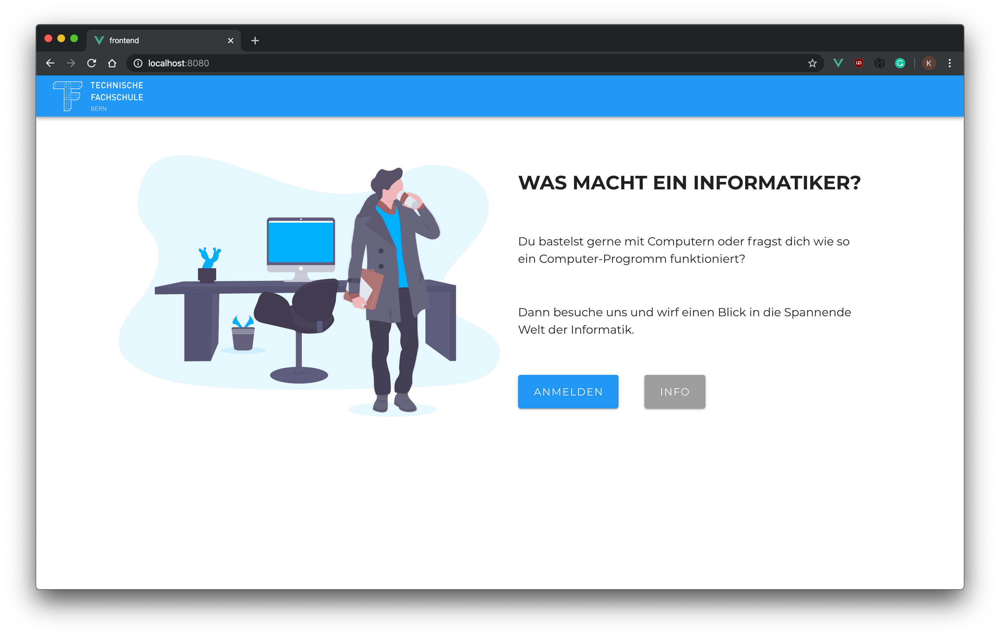 frontend
localhost:8080
K
TECHNISCHE
FACHSCHULE
BERN
WAS MACHT EIN INFORMATIKER?
Du bastelst gerne mit Computern oder fragst dich wie so
ein Computer-Progromm funktioniert?
Dann besuche uns und wirf einen Blick in die Spannende
Welt der Informatik.
ANMELDEN
INFO